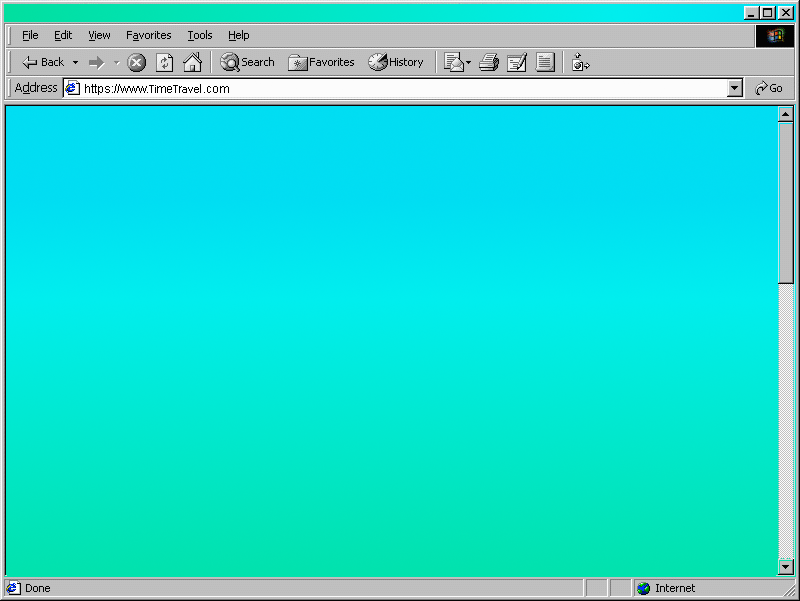 File Edit View Favorites Tools Help
Back Search Favorites History
Address https://www.TimeTravel.com Go
Done Internet